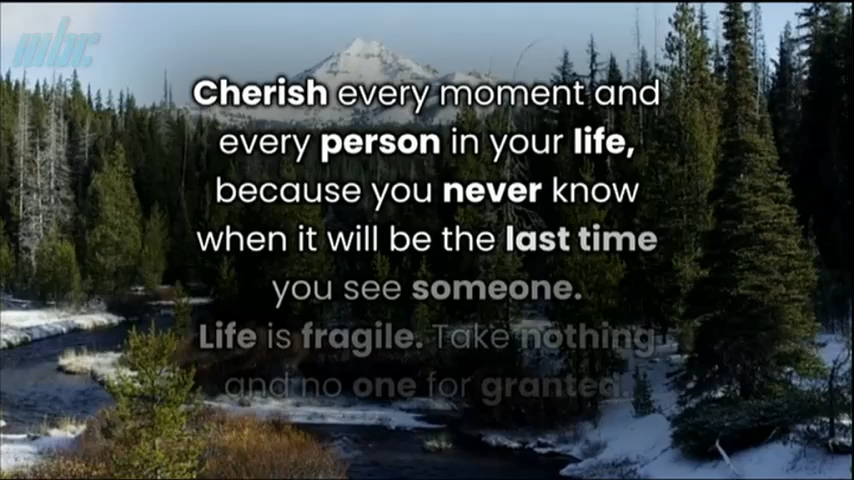 mbc
Cherish every moment and
every person in your life,
because you never know
when it will be the last time
you see someone.
Life is fragile. Take nothing
and no one for granted.